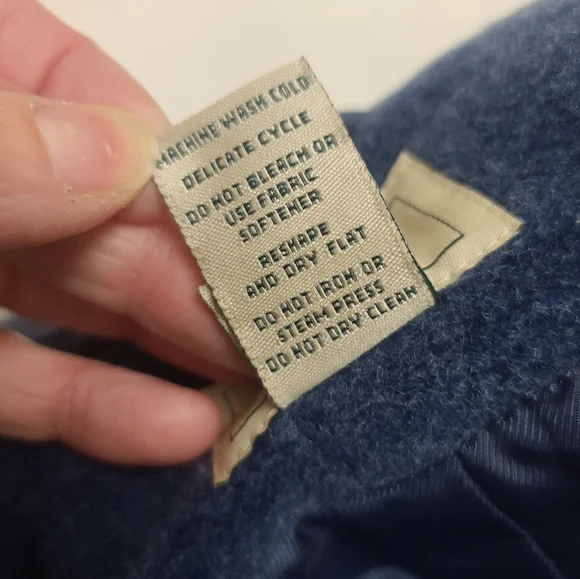 MACHINE WASH COLD
DELICATE CYCLE
DO NOT BLEACH OR
USE FABRIC
SOFTENER
RESHAPE
AND DRY FLAT
DO NOT IRON OR
STEAM PRESS
DO NOT DRY CLEAN